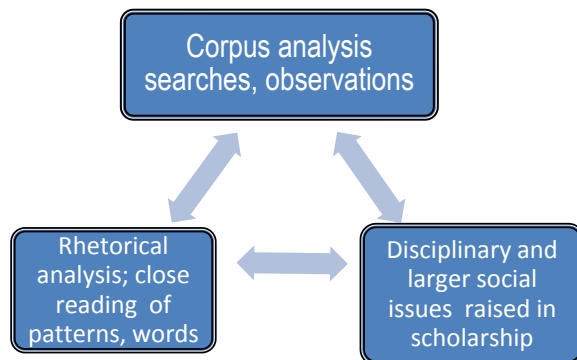 Corpus analysis
searches, observations
Rhetorical
analysis; close
reading of
patterns, words
Disciplinary and
larger social
issues raised in
scholarship